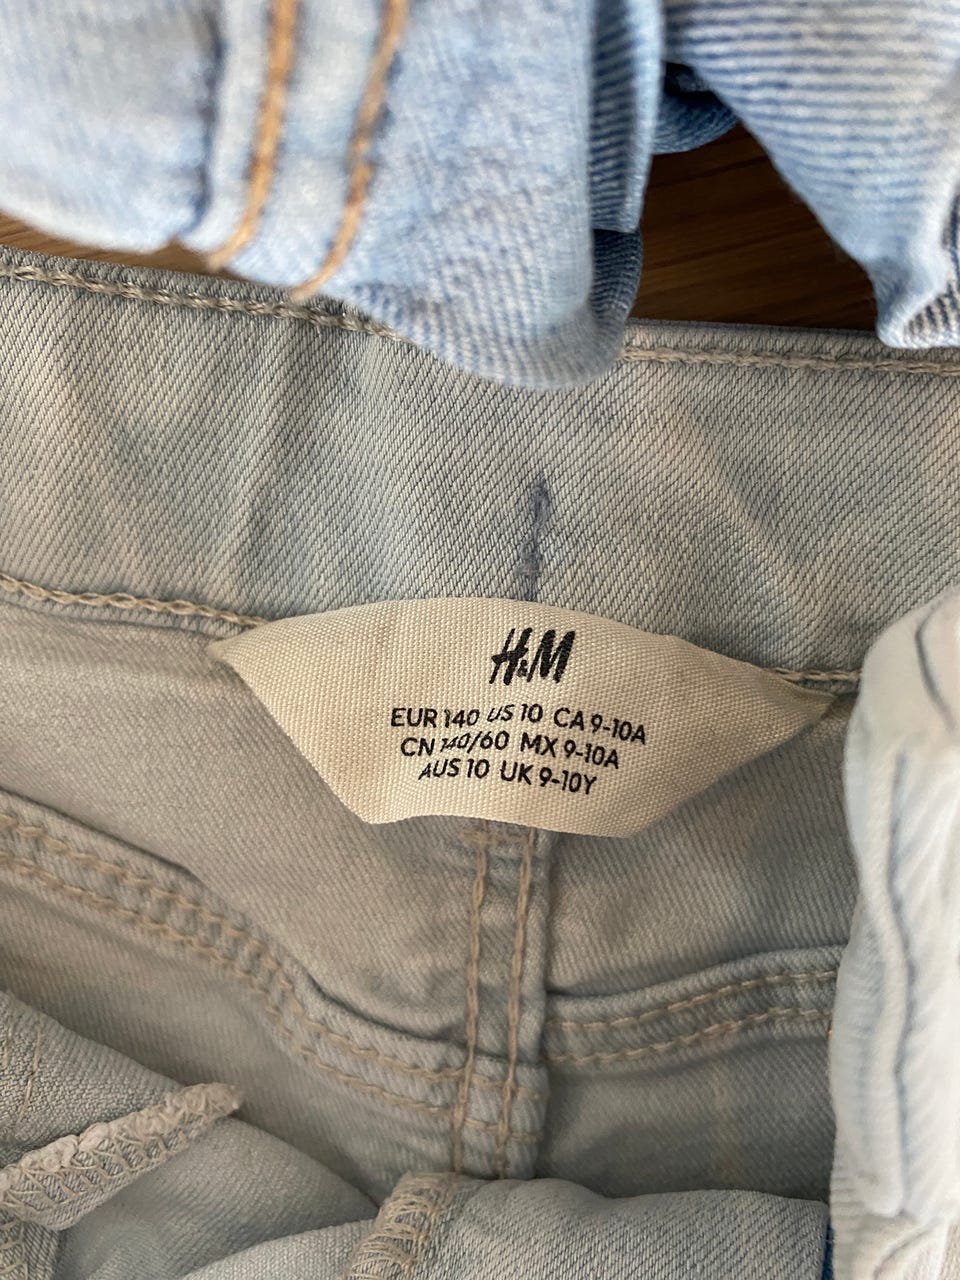 H&M
EUR 140 US 10 CA 9-10A
CN 140/60 MX 9-10A
AUS 10 UK 9-10Y